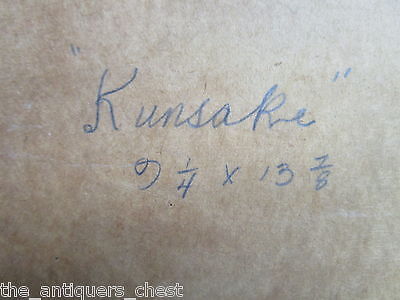 "Kunsake"
9 1/4 x 13 7/8
the_antiquers_chest